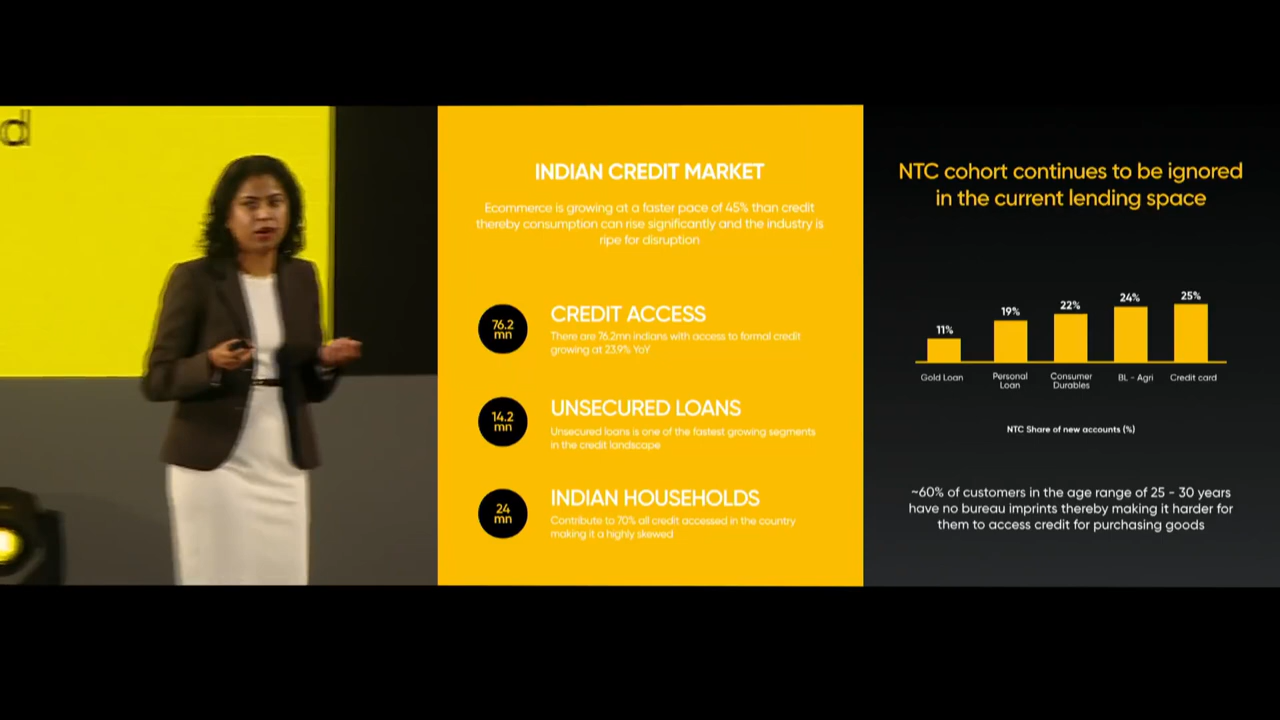 d
INDIAN CREDIT MARKET
Ecommerce is growing at a faster pace of 45% than credit
thereby consumption can rise significantly and the industry is
ripe for disruption
76.2
mn
CREDIT ACCESS
There are 76.2mn indians with access to formal credit
growing at 23.9% YoY
14.2
mn
UNSECURED LOANS
Unsecured loans is one of the fastest growing segments
in the credit landscape
24
mn
INDIAN HOUSEHOLDS
Contribute to 70% all credit accessed in the country
making it a highly skewed
NTC cohort continues to be ignored
in the current lending space
11%
19%
22%
24%
25%
Gold Loan
Personal
Loan
Consumer
Durables
BL - Agri
Credit card
NTC Share of new accounts (%)
~60% of customers in the age range of 25 - 30 years
have no bureau imprints thereby making it harder for
them to access credit for purchasing goods